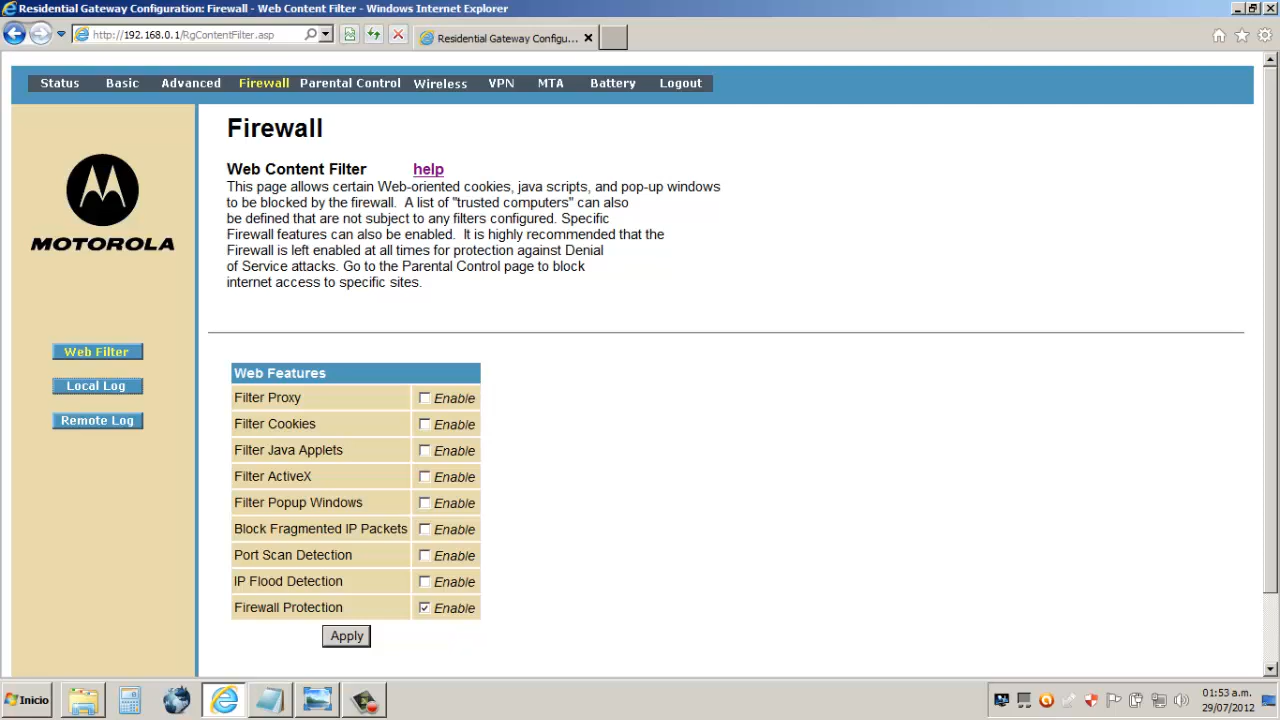 Residential Gateway Configuration: Firewall - Web Content Filter - Windows Internet Explorer
http://192.168.0.1/RgContentFilter.asp
Residential Gateway Configu...
Status Basic Advanced Firewall Parental Control Wireless VPN MTA Battery Logout
MOTOROLA
Web Filter
Local Log
Remote Log
Firewall
Web Content Filter help
This page allows certain Web-oriented cookies, java scripts, and pop-up windows
to be blocked by the firewall.  A list of "trusted computers" can also
be defined that are not subject to any filters configured. Specific
Firewall features can also be enabled.  It is highly recommended that the
Firewall is left enabled at all times for protection against Denial
of Service attacks. Go to the Parental Control page to block
internet access to specific sites.
Web Features
Filter Proxy Enable
Filter Cookies Enable
Filter Java Applets Enable
Filter ActiveX Enable
Filter Popup Windows Enable
Block Fragmented IP Packets Enable
Port Scan Detection Enable
IP Flood Detection Enable
Firewall Protection Enable
Apply
Inicio
01:53 a.m.
29/07/2012